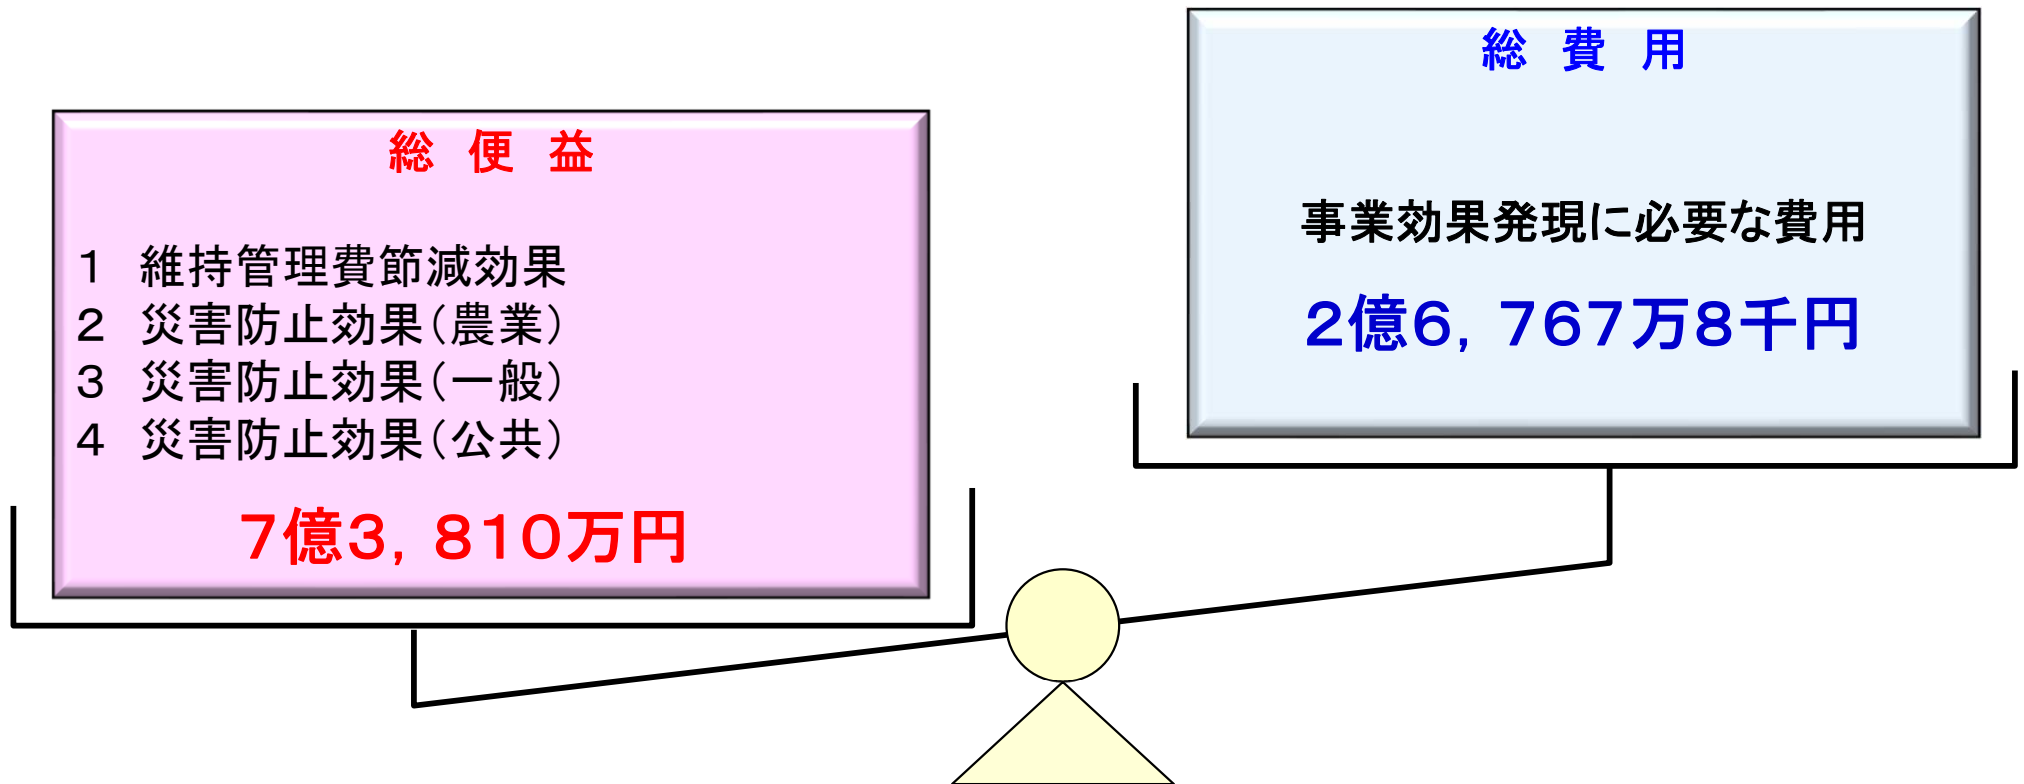 総　便　益
１　維持管理費節減効果
２　災害防止効果（農業）
３　災害防止効果（一般）
４　災害防止効果（公共）
７億３，８１０万円
総　費　用
事業効果発現に必要な費用
２億６，７６７万８千円